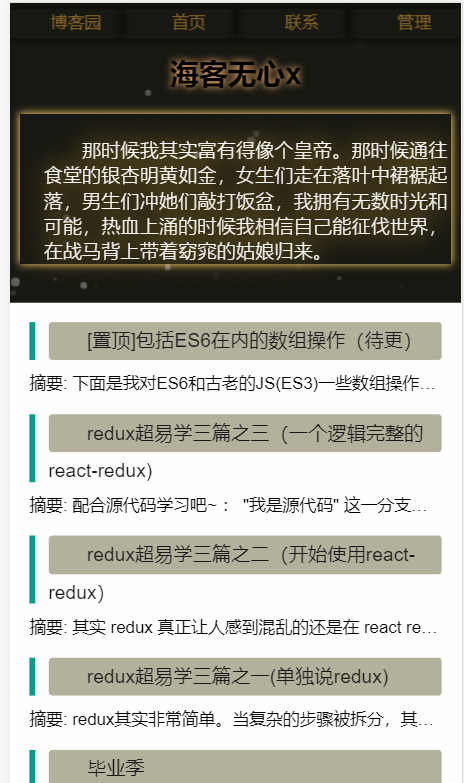 博客园 首页 联系 管理
海客无心x
那时候我其实富有得像个皇帝。那时候通往
食堂的银杏明黄如金，女生们走在落叶中裙裾起
落，男生们冲她们敲打饭盆，我拥有无数时光和
可能，热血上涌的时候我相信自己能征伐世界，
在战马背上带着窈窕的姑娘归来。
[置顶]包括ES6在内的数组操作（待更）
摘要: 下面是我对ES6和古老的JS(ES3)一些数组操作...
redux超易学三篇之三（一个逻辑完整的
react-redux）
摘要: 配合源代码学习吧~ ： "我是源代码" 这一分支...
redux超易学三篇之二（开始使用react-
redux）
摘要: 其实 redux 真正让人感到混乱的还是在 react re...
redux超易学三篇之一(单独说redux）
摘要: redux其实非常简单。当复杂的步骤被拆分，其...
毕业季